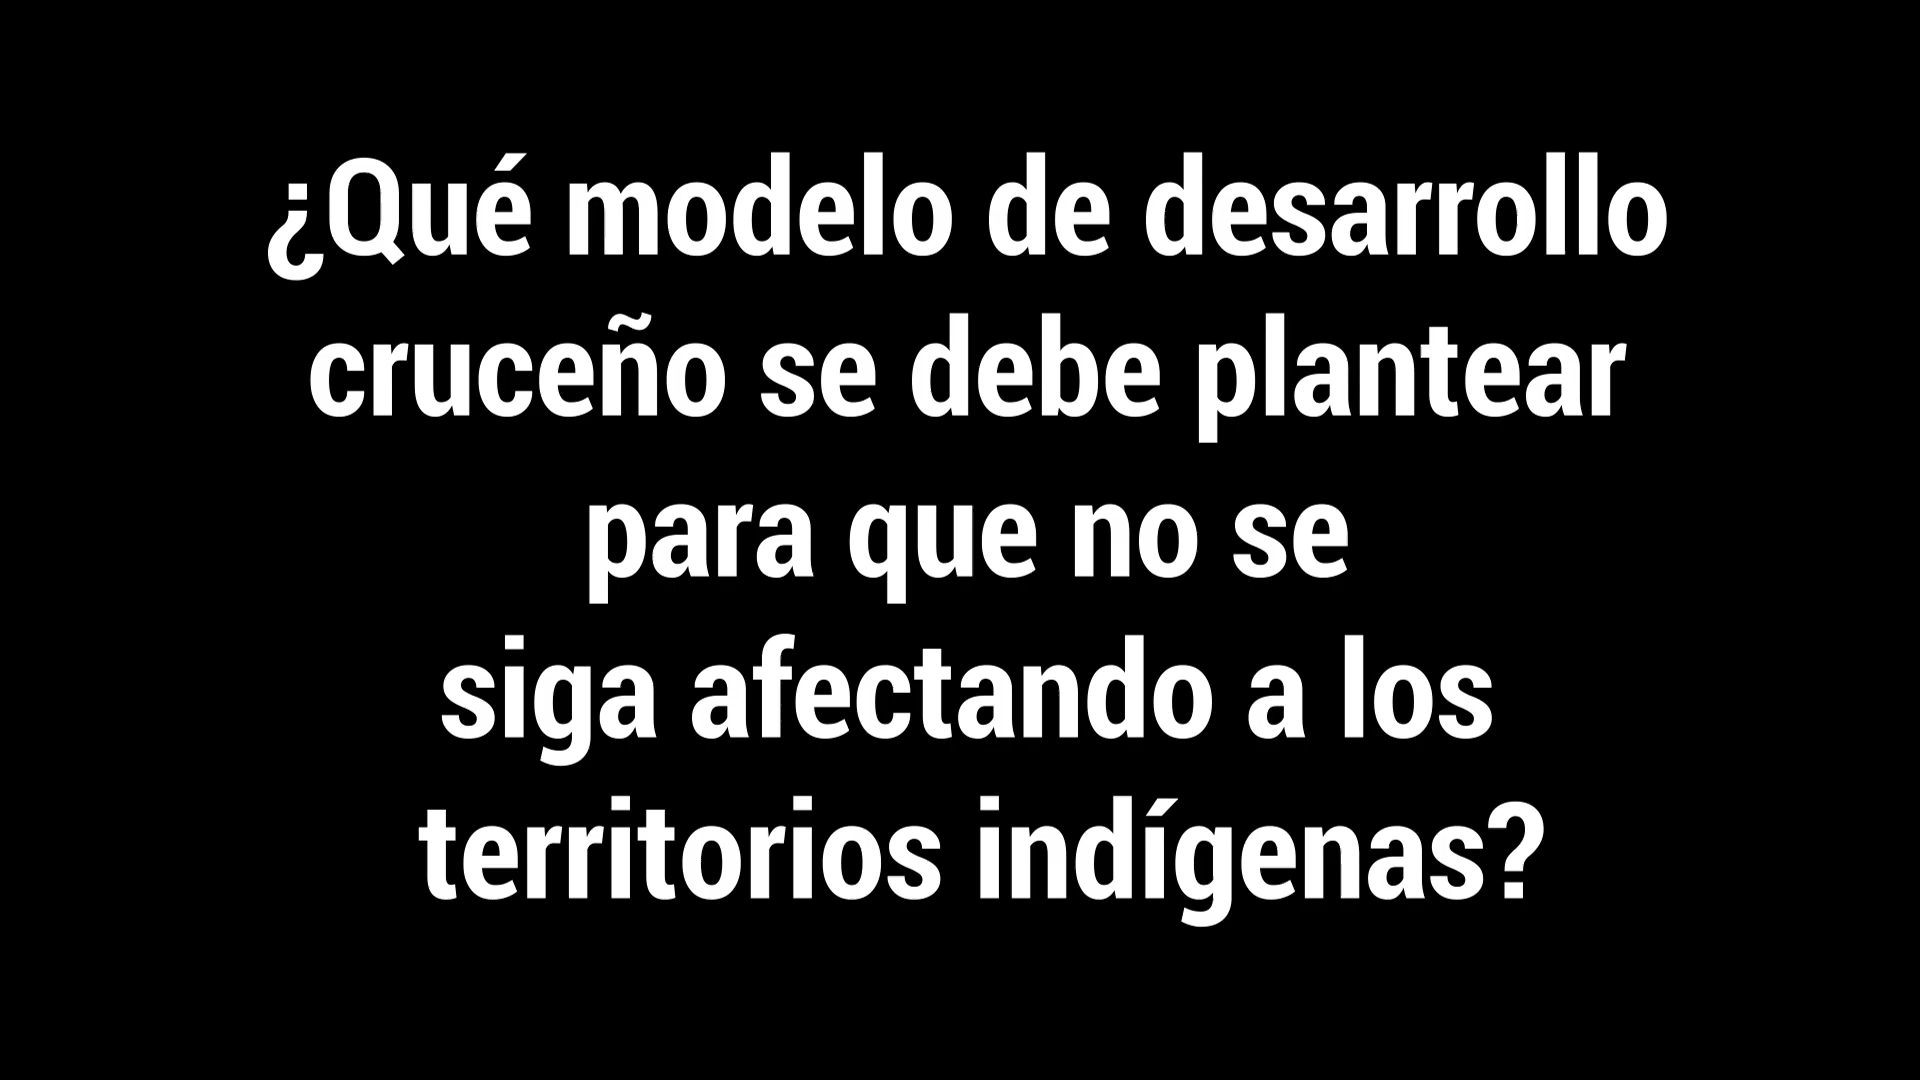 ¿Qué modelo de desarrollo
cruceño se debe plantear
para que no se
siga afectando a los
territorios indígenas?